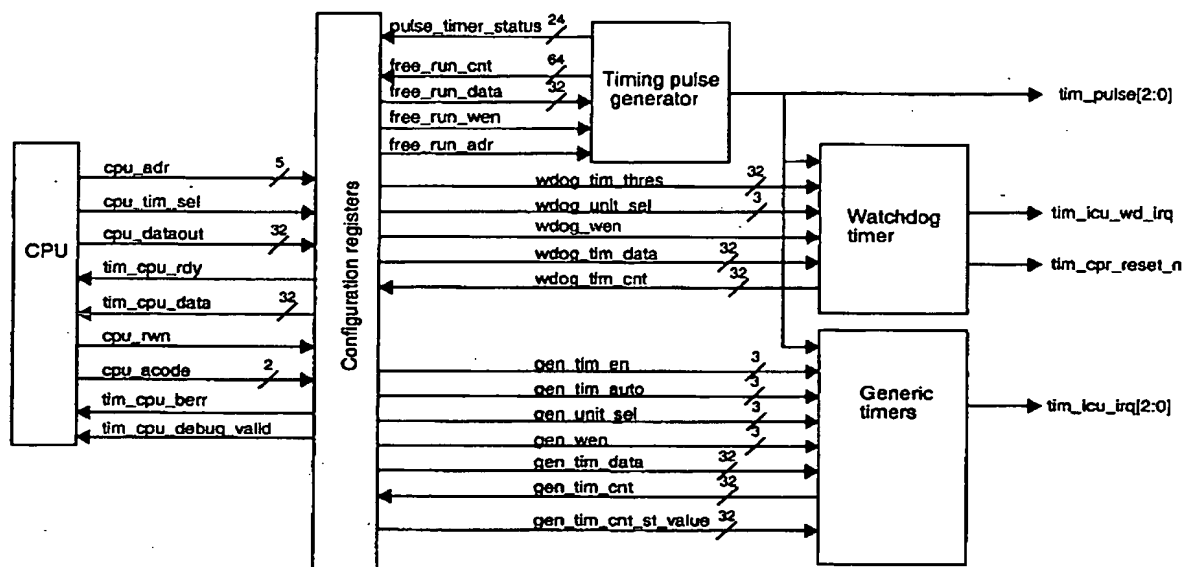 pulse_timer_status 24
free_run_cnt 64
free_run_data 32
free_run_wen
free_run_adr
Timing pulse
generator
tim_pulse[2:0]
CPU
cpu_adr 5
cpu_tim_sel
cpu_dataout 32
tim_cpu_rdy
tim_cpu_data 32
cpu_rwn
cpu_acode 2
tim_cpu_berr
tim_cpu_debug_valid
Configuration registers
wdog_tim_thres 32
wdog_unit_sel 3
wdog_wen
wdog_tim_data 32
wdog_tim_cnt 32
Watchdog
timer
tim_icu_wd_irq
tim_cpr_reset_n
gen_tim_en 3
gen_tim_auto 3
gen_unit_sel 3
gen_wen 3
gen_tim_data 32
gen_tim_cnt 32
gen_tim_cnt_st_value 32
Generic
timers
tim_icu_irq[2:0]